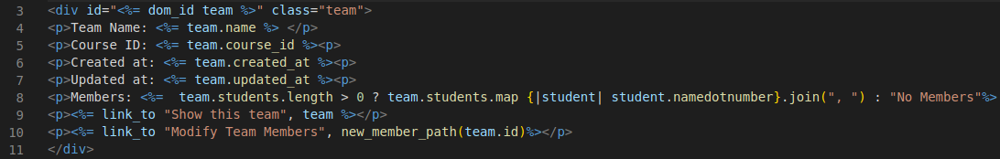 3 <div id="<%= dom_id team %>" class="team">
4 <p>Team Name: <%= team.name %> </p>
5 <p>Course ID: <%= team.course_id %><p>
6 <p>Created at: <%= team.created_at %><p>
7 <p>Updated at: <%= team.updated_at %><p>
8 <p>Members: <%=  team.students.length > 0 ? team.students.map {|student| student.namedotnumber}.join(", ") : "No Members"%>
9 <p><%= link_to "Show this team", team %></p>
10 <p><%= link_to "Modify Team Members", new_member_path(team.id)%></p>
11 </div>